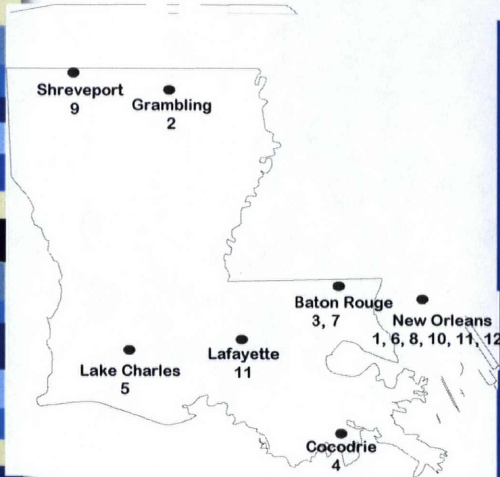 Shreveport
9
Grambling
2
Baton Rouge
3, 7
New Orleans
1, 6, 8, 10, 11, 12
Lafayette
11
Lake Charles
5
Cocodrie
4